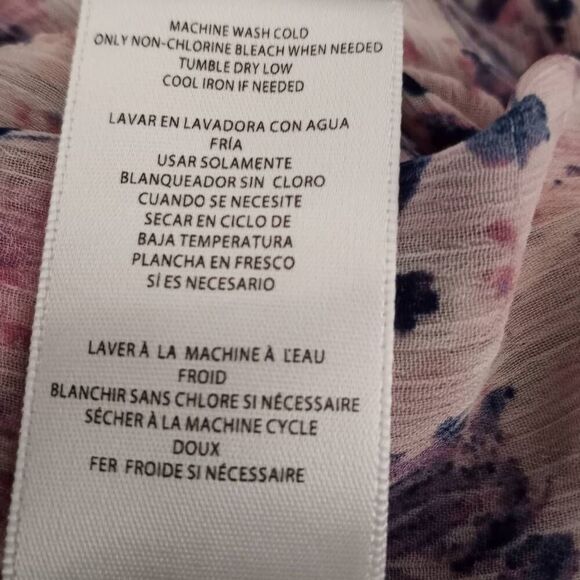 MACHINE WASH COLD
ONLY NON-CHLORINE BLEACH WHEN NEEDED
TUMBLE DRY LOW
COOL IRON IF NEEDED
LAVAR EN LAVADORA CON AGUA
FRÍA
USAR SOLAMENTE
BLANQUEADOR SIN CLORO
CUANDO SE NECESITE
SECAR EN CICLO DE
BAJA TEMPERATURA
PLANCHA EN FRESCO
SÍ ES NECESARIO
LAVER À LA MACHINE À L'EAU
FROID
BLANCHIR SANS CHLORE SI NÉCESSAIRE
SÉCHER À LA MACHINE CYCLE
DOUX
FER FROIDE SI NÉCESSAIRE